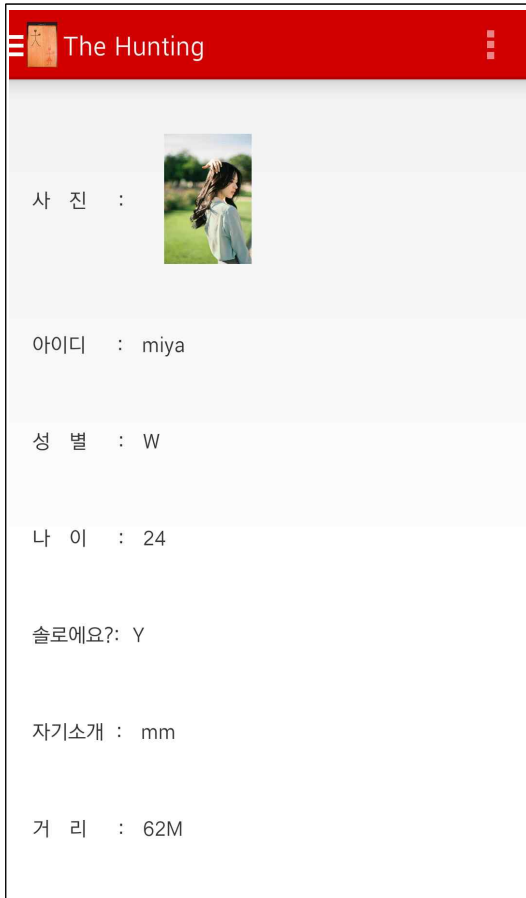 The Hunting
사 진 :
아이디 : miya
성 별 : W
나 이 : 24
솔로에요?: Y
자기소개 : mm
거 리 : 62M